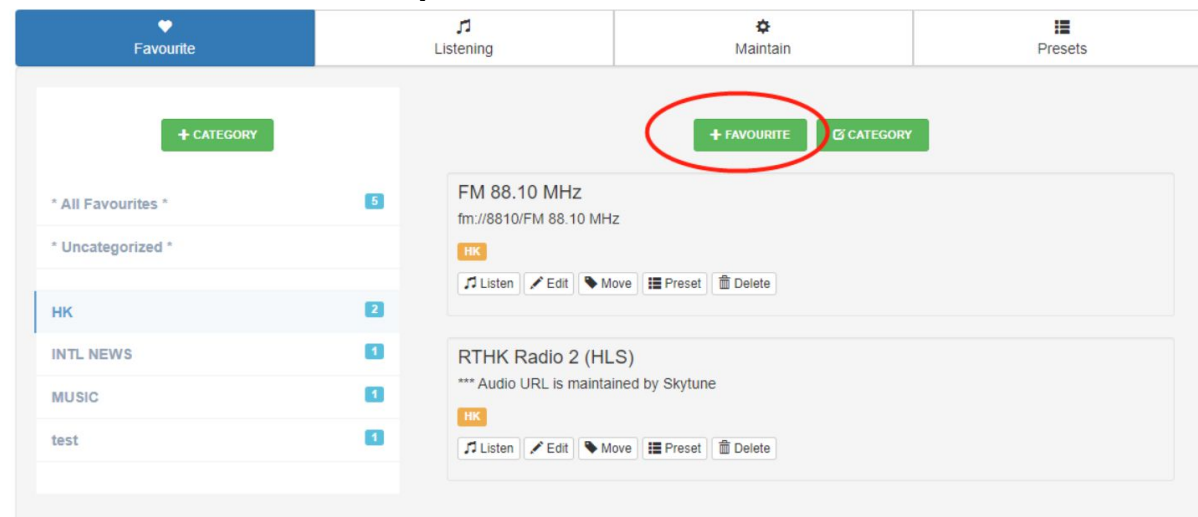 Favourite
Listening
Maintain
Presets
+ CATEGORY
* All Favourites * 5
* Uncategorized *
HK 2
INTL NEWS 1
MUSIC 1
test 1
+ FAVOURITE CATEGORY
FM 88.10 MHz
fm://8810/FM 88.10 MHz
HK
Listen Edit Move Preset Delete
RTHK Radio 2 (HLS)
*** Audio URL is maintained by Skytune
HK
Listen Edit Move Preset Delete